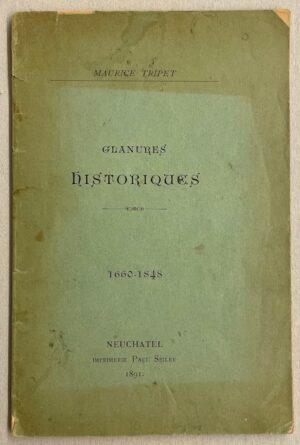 MAURICE TRIPET
GLANURES
HISTORIQUES
1660-1848
NEUCHATEL
IMPRIMERIE PAUL SEILER
1891.